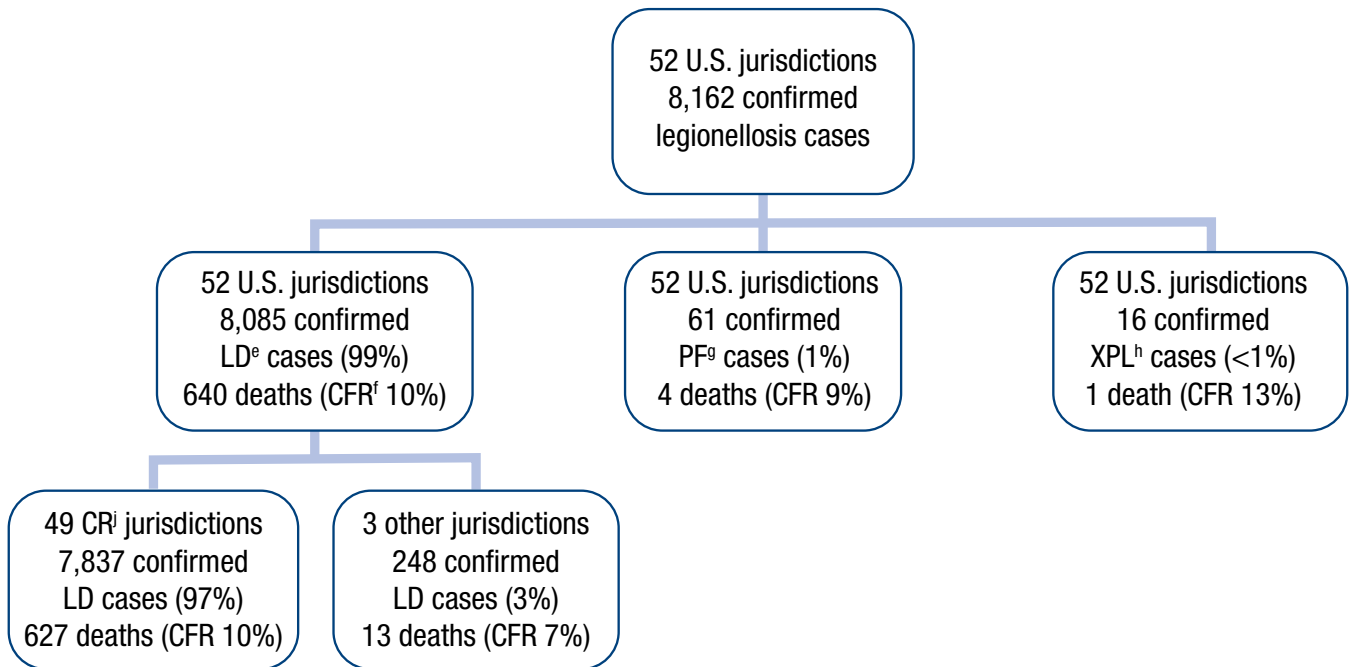 52 U.S. jurisdictions
8,162 confirmed
legionellosis cases
52 U.S. jurisdictions
8,085 confirmed
LDᵉ cases (99%)
640 deaths (CFRᶠ 10%)
52 U.S. jurisdictions
61 confirmed
PFᵍ cases (1%)
4 deaths (CFR 9%)
52 U.S. jurisdictions
16 confirmed
XPLʰ cases (<1%)
1 death (CFR 13%)
49 CRʲ jurisdictions
7,837 confirmed
LD cases (97%)
627 deaths (CFR 10%)
3 other jurisdictions
248 confirmed
LD cases (3%)
13 deaths (CFR 7%)